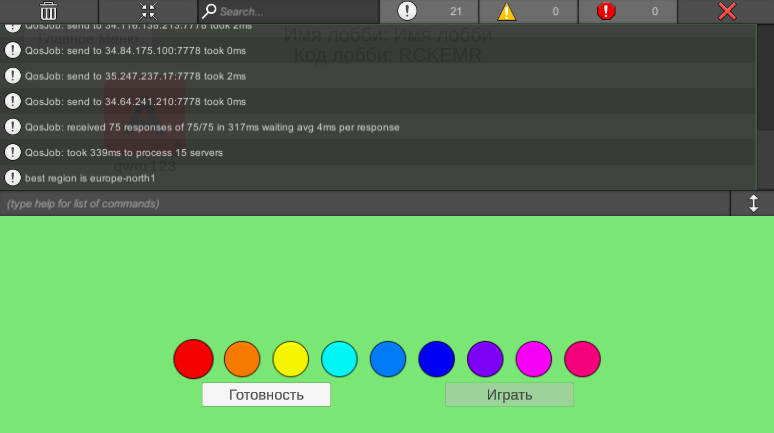 Search...
21
0
0
QosJob: send to 34.116.138.213:7778 took 2ms
QosJob: send to 34.84.175.100:7778 took 0ms
QosJob: send to 35.247.237.17:7778 took 2ms
QosJob: send to 34.64.241.210:7778 took 0ms
QosJob: received 75 responses of 75/75 in 317ms waiting avg 4ms per response
QosJob: took 339ms to process 15 servers
best region is europe-north1
Главное Меню
Имя лобби: Имя лобби
Код лобби: RCKEMR
qwer123
(type help for list of commands)
Готовность
Играть